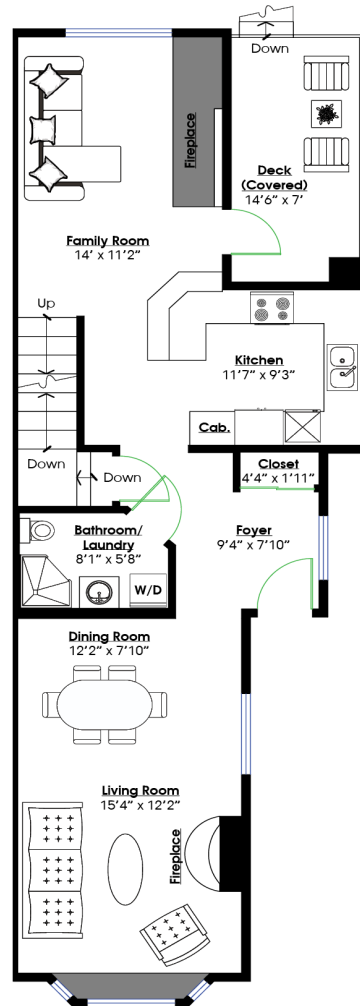 Down
Fireplace
Deck
(Covered)
14'6" x 7'
Family Room
14' x 11'2"
Up
Kitchen
11'7" x 9'3"
Cab.
Down
Down
Closet
4'4" x 1'11"
Bathroom/
Laundry
8'1" x 5'8"
W/D
Foyer
9'4" x 7'10"
Dining Room
12'2" x 7'10"
Living Room
15'4" x 12'2"
Fireplace